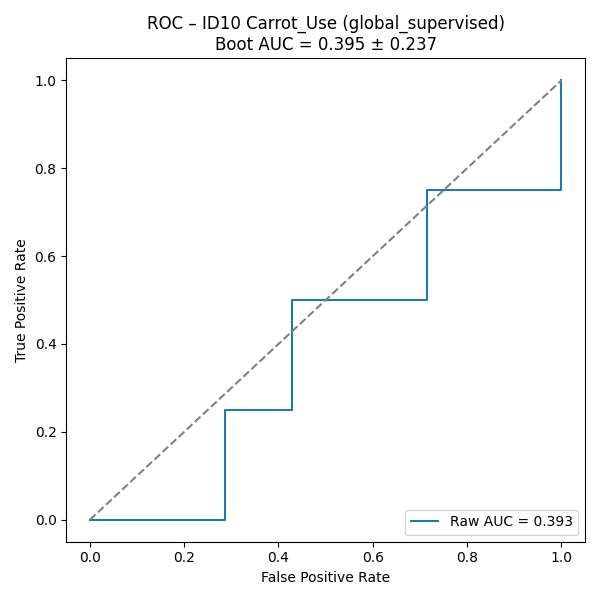 ROC – ID10 Carrot_Use (global_supervised)
Boot AUC = 0.395 ± 0.237
1.0
0.8
0.6
0.4
0.2
0.0
True Positive Rate
Raw AUC = 0.393
0.0 0.2 0.4 0.6 0.8 1.0
False Positive Rate